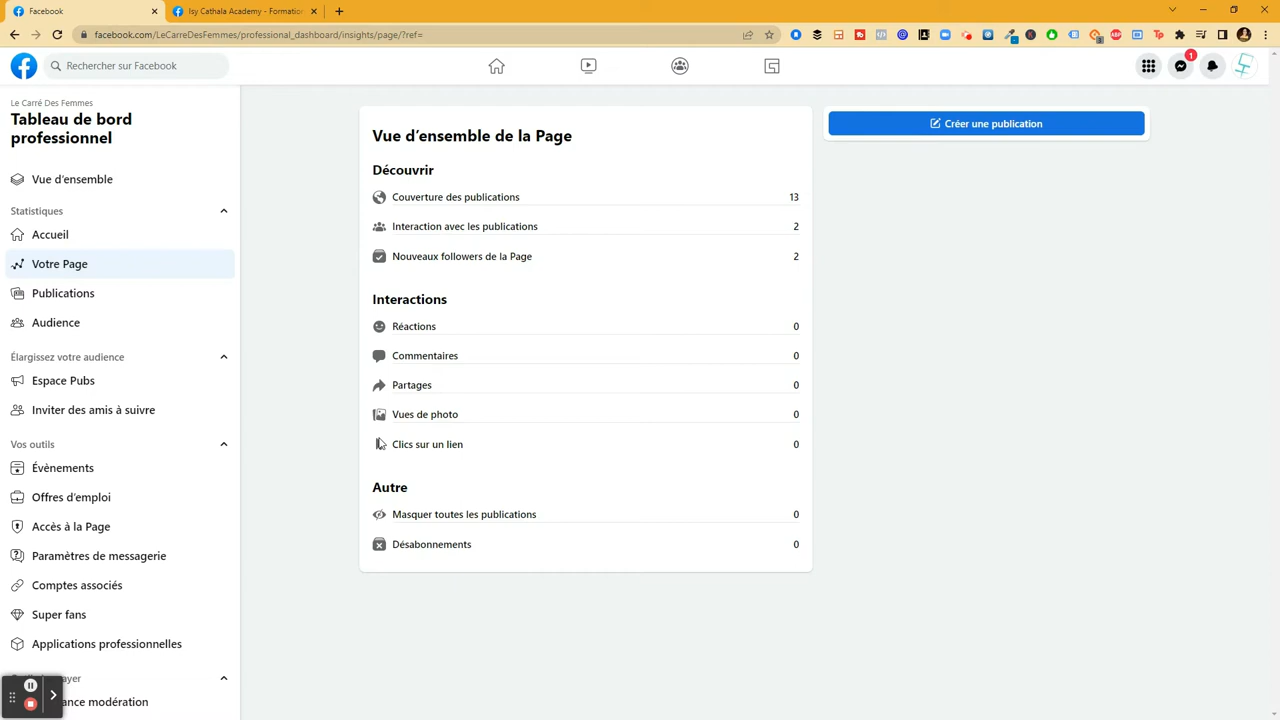 Facebook
Isy Cathala Academy - Formation
facebook.com/LeCarreDesFemmes/professional_dashboard/insights/page/?ref=
Rechercher sur Facebook
1
Le Carré Des Femmes
Tableau de bord
professionnel
Vue d'ensemble
Statistiques
Accueil
Votre Page
Publications
Audience
Élargissez votre audience
Espace Pubs
Inviter des amis à suivre
Vos outils
Évènements
Offres d'emploi
Accès à la Page
Paramètres de messagerie
Comptes associés
Super fans
Applications professionnelles
ayer
ance modération
Vue d'ensemble de la Page
Découvrir
Couverture des publications 13
Interaction avec les publications 2
Nouveaux followers de la Page 2
Interactions
Réactions 0
Commentaires 0
Partages 0
Vues de photo 0
Clics sur un lien 0
Autre
Masquer toutes les publications 0
Désabonnements 0
Créer une publication